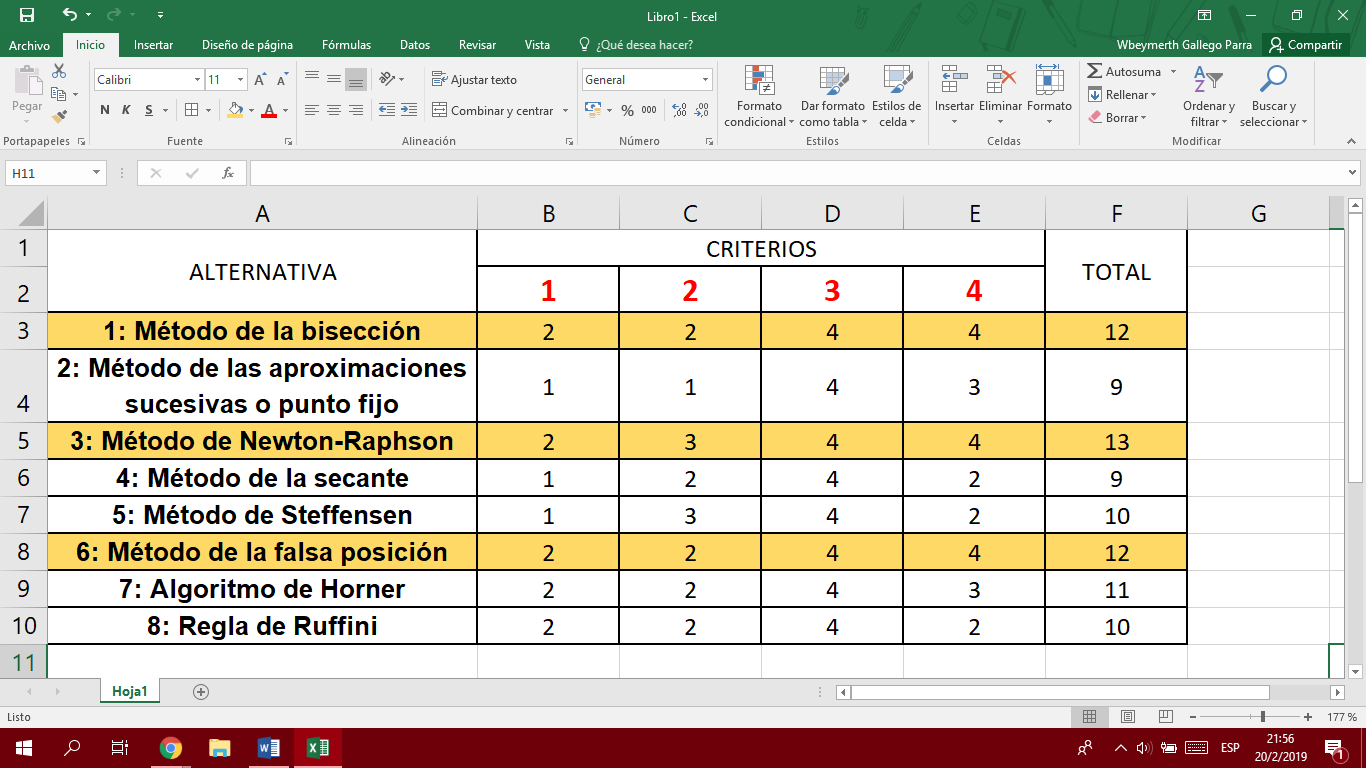 Libro1 - Excel
Archivo Inicio Insertar Diseño de página Fórmulas Datos Revisar Vista ¿Qué desea hacer? Wbeymerth Gallego Parra Compartir
Pegar
Portapapeles
Calibri 11
N K S
Fuente
Ajustar texto
Combinar y centrar
Alineación
General
% 000
Número
Formato condicional
Dar formato como tabla
Estilos de celda
Estilos
Insertar Eliminar Formato
Celdas
Autosuma
Rellenar
Borrar
Ordenar y filtrar
Buscar y seleccionar
Modificar
H11 fx
A B C D E F G
1 ALTERNATIVA CRITERIOS TOTAL
2 1 2 3 4
3 1: Método de la bisección 2 2 4 4 12
4 2: Método de las aproximaciones
sucesivas o punto fijo 1 1 4 3 9
5 3: Método de Newton-Raphson 2 3 4 4 13
6 4: Método de la secante 1 2 4 2 9
7 5: Método de Steffensen 1 3 4 2 10
8 6: Método de la falsa posición 2 2 4 4 12
9 7: Algoritmo de Horner 2 2 4 3 11
10 8: Regla de Ruffini 2 2 4 2 10
11
Hoja1
Listo 177 %
ESP 21:56
20/2/2019 1